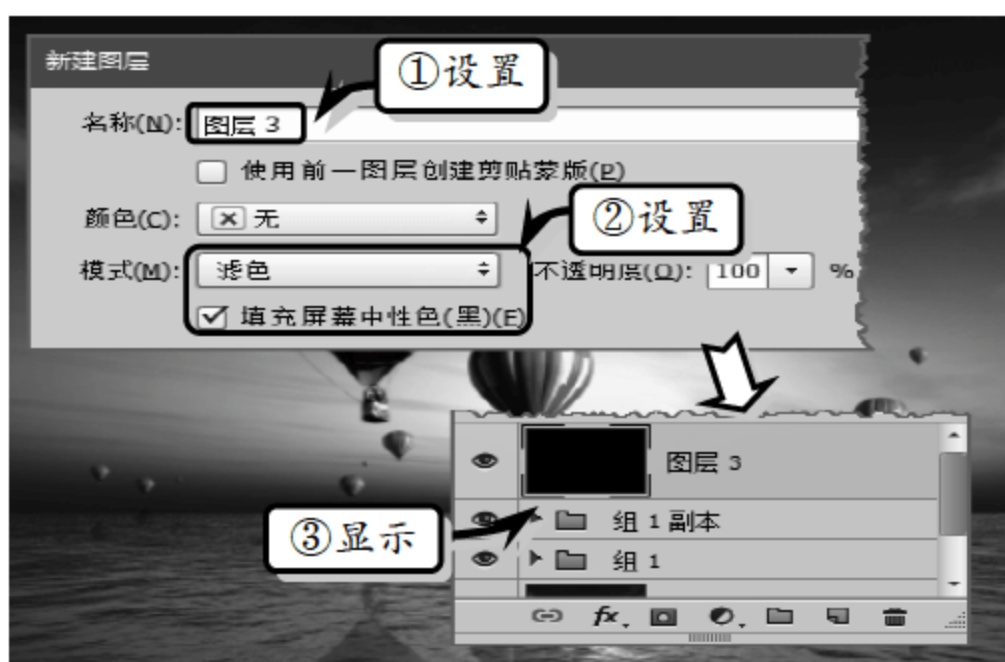 新建图层
①设置
名称(N): 图层 3
使用前一图层创建剪贴蒙版(P)
颜色(C): 无
②设置
模式(M): 滤色 不透明度(O): 100 %
填充屏幕中性色(黑)(F)
图层 3
③显示
组 1 副本
组 1
fx.